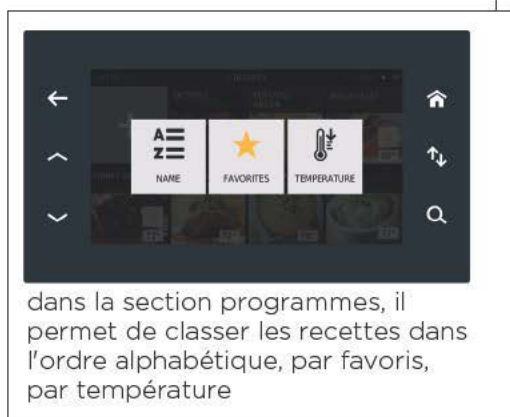 A
Z
NAME
FAVORITES
TEMPERATURE
dans la section programmes, il
permet de classer les recettes dans
l'ordre alphabétique, par favoris,
par température